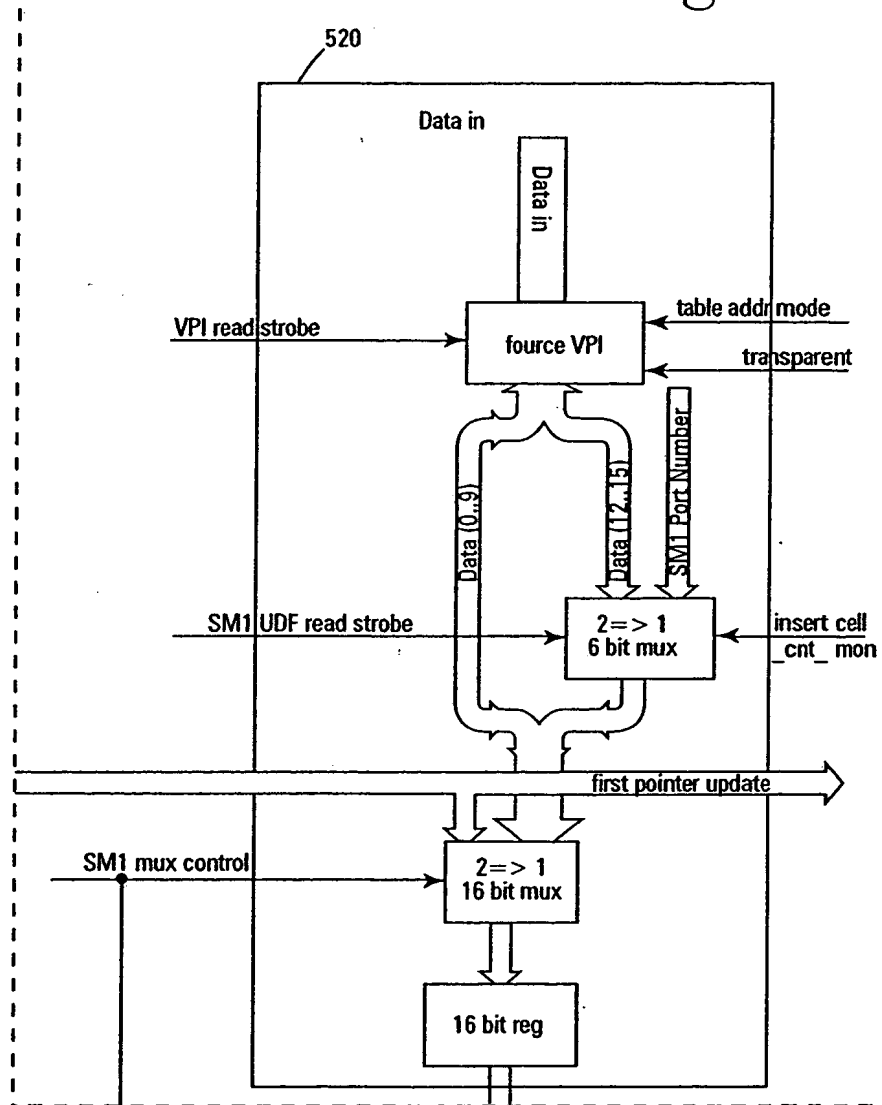 g
520
Data in
Data in
VPI read strobe
fource VPI
table addr mode
transparent
Data (0..9)
Data (12..15)
SM1 Port Number
SM1 UDF read strobe
2=> 1
6 bit mux
insert cell
_cnt_ mon
first pointer update
SM1 mux control
2=> 1
16 bit mux
16 bit reg